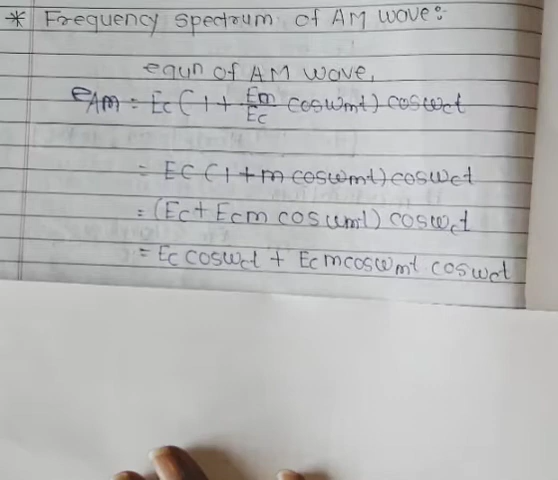 * Frequency spectrum of AM wave:-
equn of AM wave,
eAM = Ec (1 + Em/Ec cosωmt) cosωct
= Ec (1 + m cosωmt) cosωct
= (Ec + Ecm cosωmt) cosωct
= Ec cosωct + Ecm cosωmt cosωct